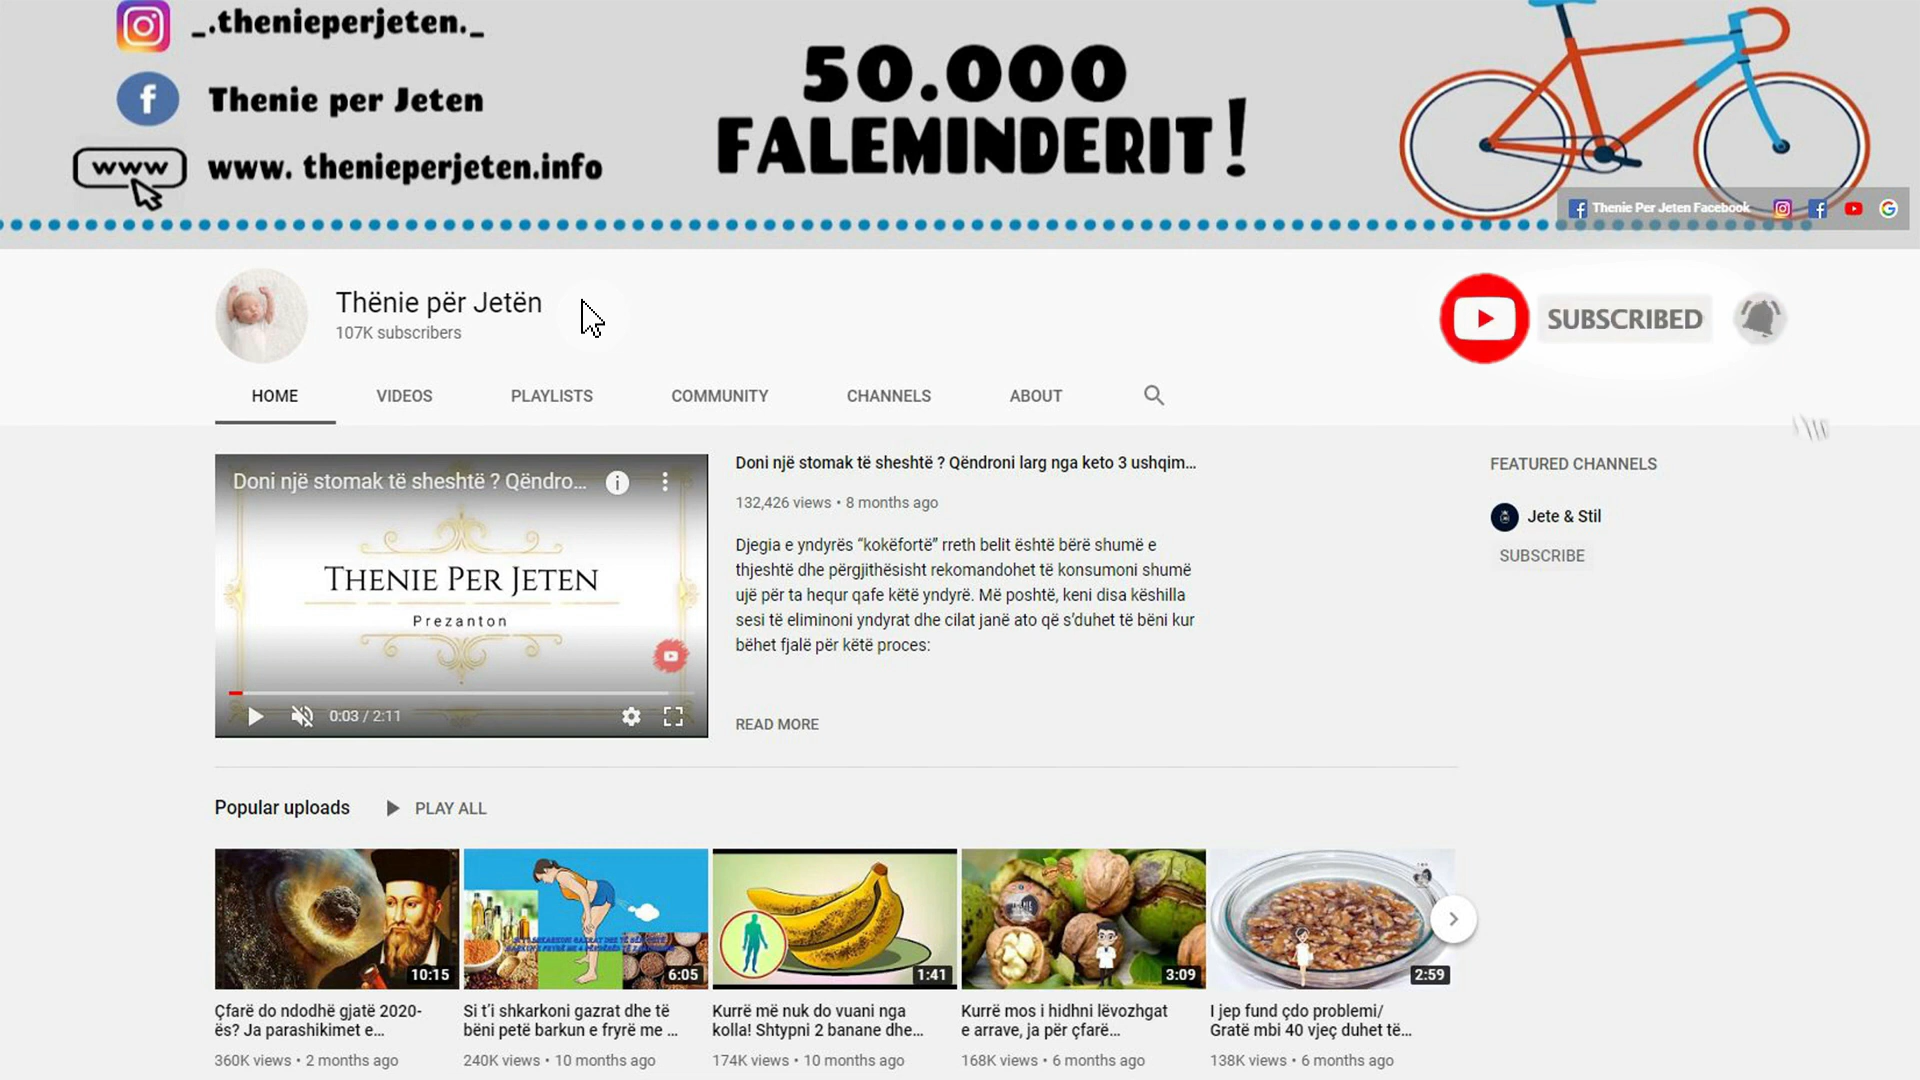 _.thenieperjeten._
Thenie per Jeten
www
www. thenieperjeten.info
50.000
FALEMINDERIT!
Thenie Per Jeten Facebook
Thënie për Jetën
107K subscribers
SUBSCRIBED
HOME VIDEOS PLAYLISTS COMMUNITY CHANNELS ABOUT
Doni një stomak të sheshtë ? Qëndro...
THENIE PER JETEN
Prezanton
0:03 / 2:11
Doni një stomak të sheshtë ? Qëndroni larg nga keto 3 ushqim...
132,426 views • 8 months ago
Djegia e yndyrës “kokëfortë” rreth belit është bërë shumë e
thjeshtë dhe përgjithësisht rekomandohet të konsumoni shumë
ujë për ta hequr qafe këtë yndyrë. Më poshtë, keni disa këshilla
sesi të eliminoni yndyrat dhe cilat janë ato që s’duhet të bëni kur
bëhet fjalë për këtë proces:
READ MORE
FEATURED CHANNELS
Jete & Stil
SUBSCRIBE
Popular uploads PLAY ALL
10:15
6:05
1:41
3:09
2:59
Çfarë do ndodhë gjatë 2020-
ës? Ja parashikimet e...
360K views • 2 months ago
Si t’i shkarkoni gazrat dhe të
bëni petë barkun e fryrë me ...
240K views • 10 months ago
Kurrë më nuk do vuani nga
kolla! Shtypni 2 banane dhe...
174K views • 10 months ago
Kurrë mos i hidhni lëvozhgat
e arrave, ja për çfarë...
168K views • 6 months ago
I jep fund çdo problemi/
Gratë mbi 40 vjeç duhet të...
138K views • 6 months ago